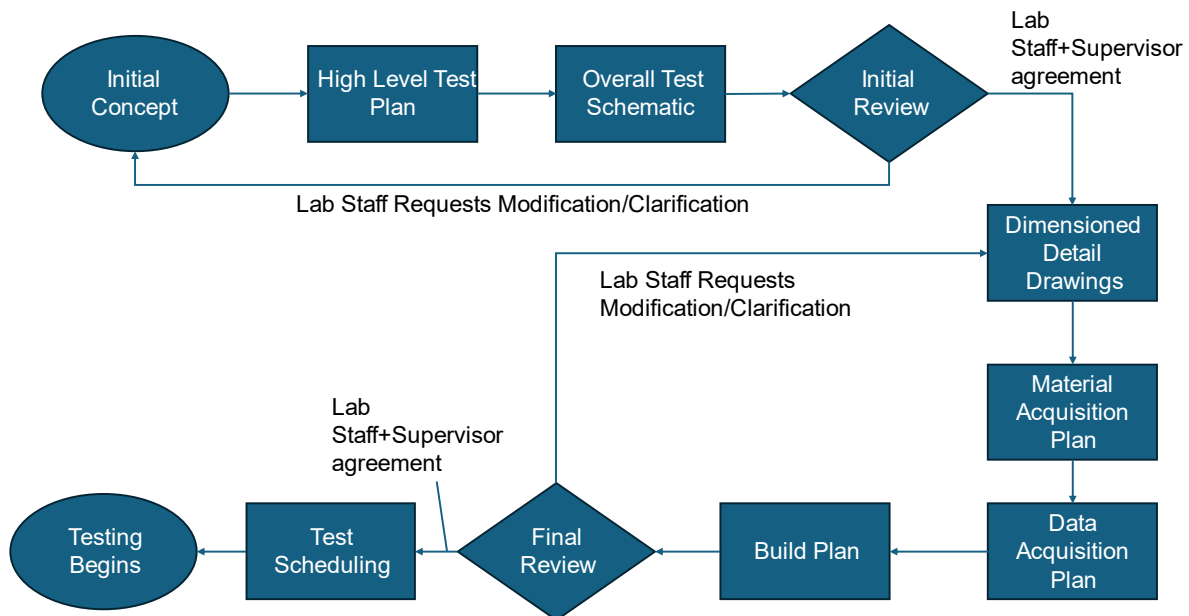 Initial
Concept
High Level Test
Plan
Overall Test
Schematic
Initial
Review
Lab
Staff+Supervisor
agreement
Lab Staff Requests Modification/Clarification
Dimensioned
Detail
Drawings
Lab Staff Requests
Modification/Clarification
Material
Acquisition
Plan
Data
Acquisition
Plan
Build Plan
Final
Review
Lab
Staff+Supervisor
agreement
Test
Scheduling
Testing
Begins